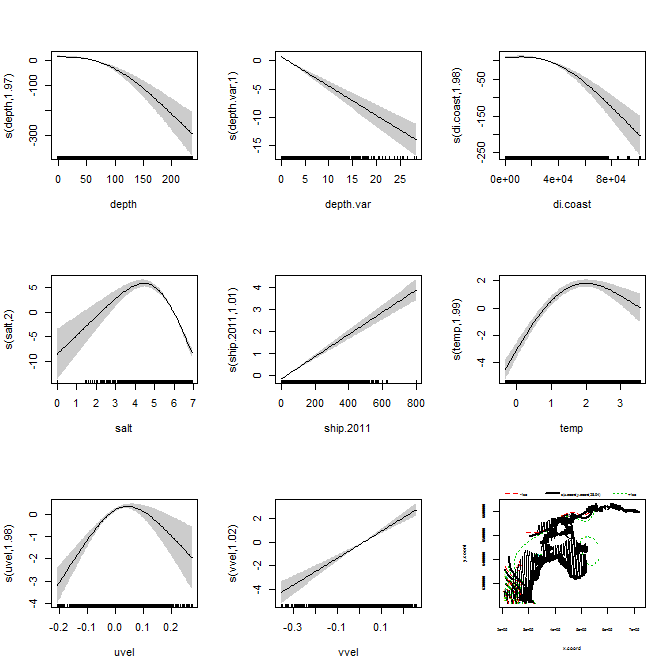 s(depth,1.97)
0
-100
-300
0 50 100 150 200
depth
s(depth.var,1)
0
-5
-10
-15
0 5 10 15 20 25
depth.var
s(di.coast,1.98)
-50
-150
-250
0e+00 4e+04 8e+04
di.coast
s(salt,2)
5
0
-5
-10
0 1 2 3 4 5 6 7
salt
s(ship.2011,1.01)
4
3
2
1
0
0 200 400 600 800
ship.2011
s(temp,1.99)
2
0
-2
-4
0 1 2 3
temp
s(uvel,1.98)
0
-1
-2
-3
-4
-0.2 -0.1 0.0 0.1 0.2
uvel
s(vvel,1.02)
2
0
-2
-4
-0.3 -0.1 0.1
vvel
y.coord
x.coord